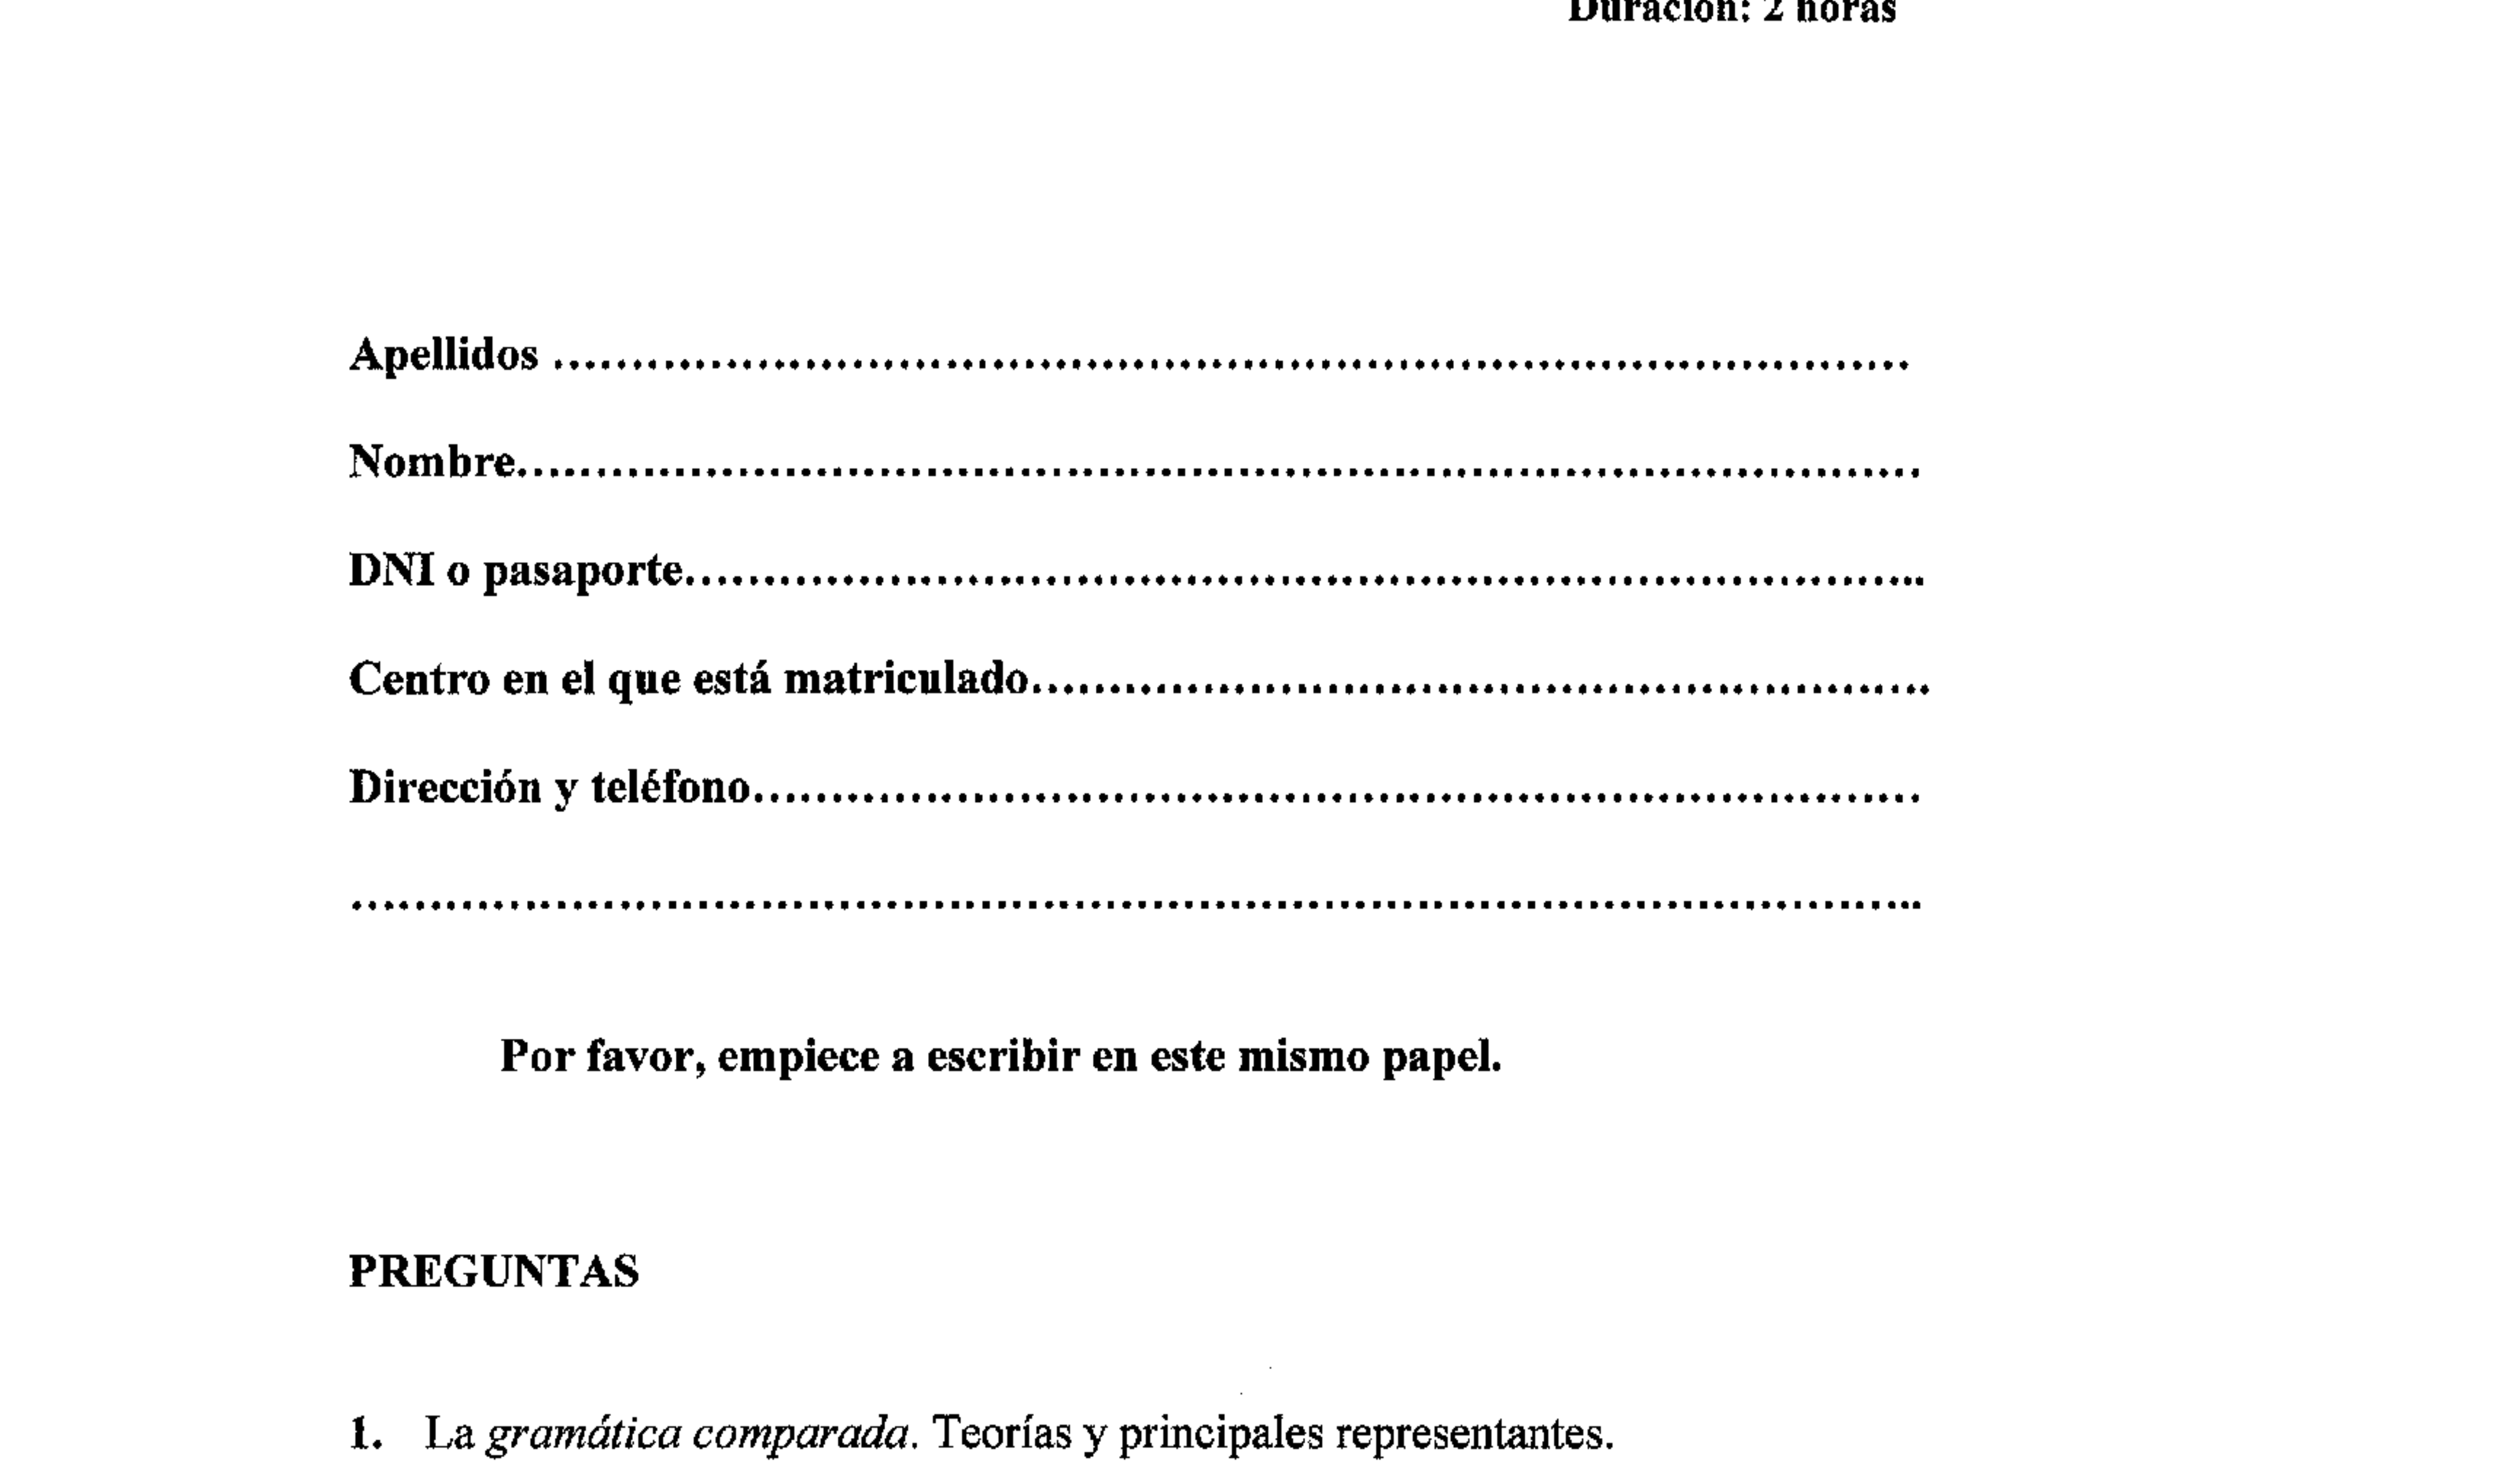 Duración: 2 horas
Apellidos ..........................................................................................
Nombre.............................................................................................
DNI o pasaporte..................................................................................
Centro en el que está matriculado............................................................
Dirección y teléfono..............................................................................
.........................................................................................................
Por favor, empiece a escribir en este mismo papel.
PREGUNTAS
1. La gramática comparada. Teorías y principales representantes.